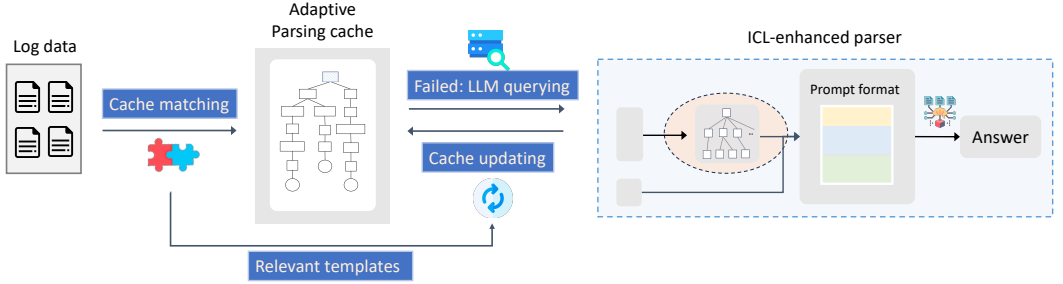 Log data
Cache matching
Adaptive
Parsing cache
Failed: LLM querying
Cache updating
Relevant templates
ICL-enhanced parser
..
Prompt format
Answer